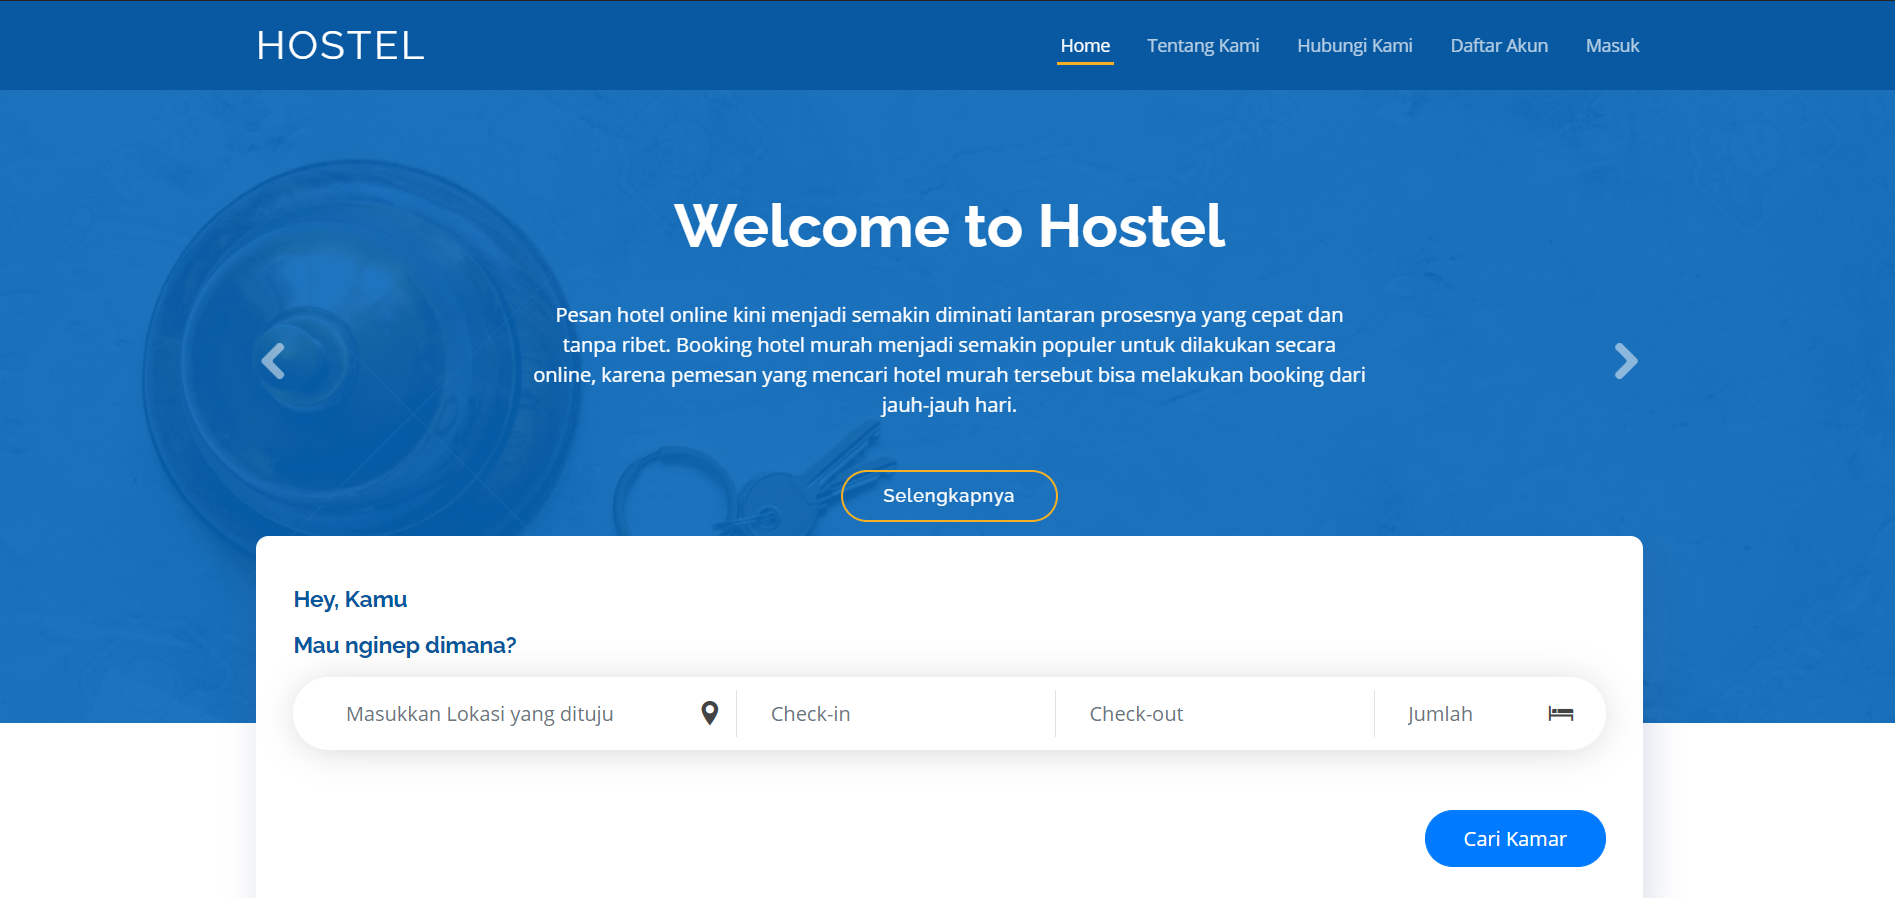 HOSTEL
Home
Tentang Kami
Hubungi Kami
Daftar Akun
Masuk
Welcome to Hostel
Pesan hotel online kini menjadi semakin diminati lantaran prosesnya yang cepat dan
tanpa ribet. Booking hotel murah menjadi semakin populer untuk dilakukan secara
online, karena pemesan yang mencari hotel murah tersebut bisa melakukan booking dari
jauh-jauh hari.
Selengkapnya
Hey, Kamu
Mau nginep dimana?
Masukkan Lokasi yang dituju
Check-in
Check-out
Jumlah
Cari Kamar